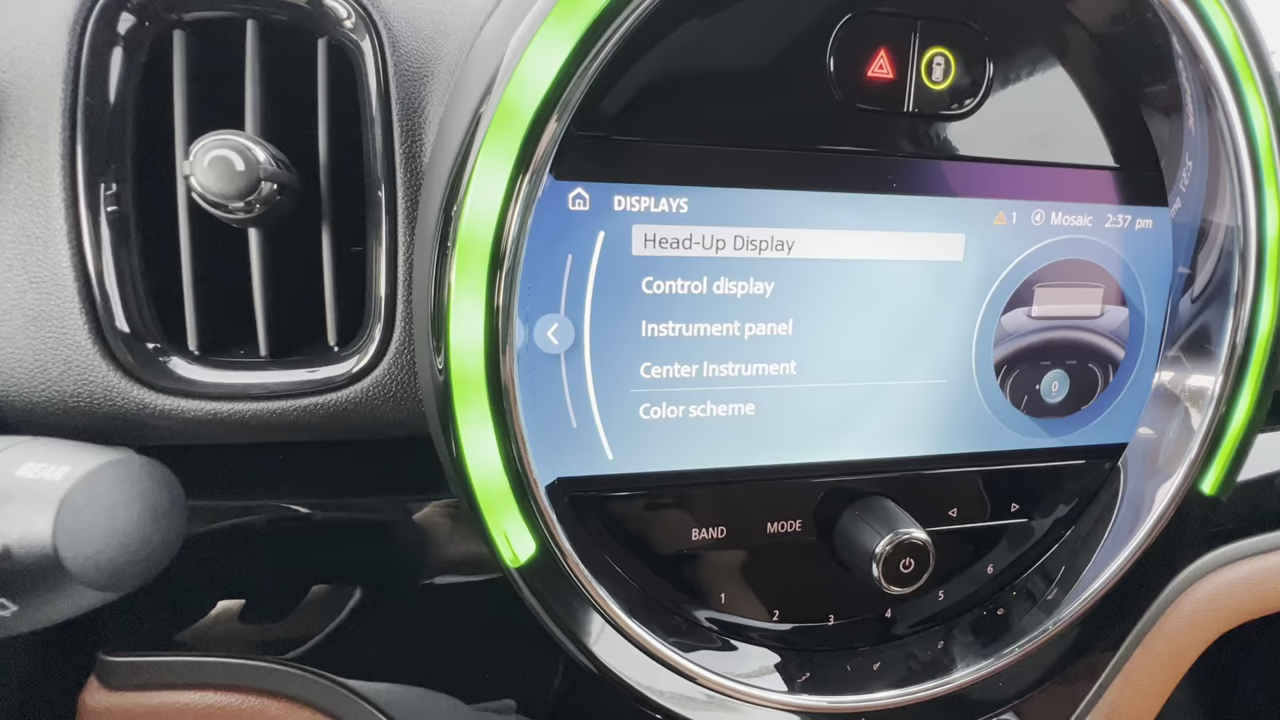 DISPLAYS
1 Mosaic 2:37 pm
Head-Up Display
Control display
Instrument panel
Center Instrument
Color scheme
0
REAR
BAND MODE
1 2 3 4 5 6